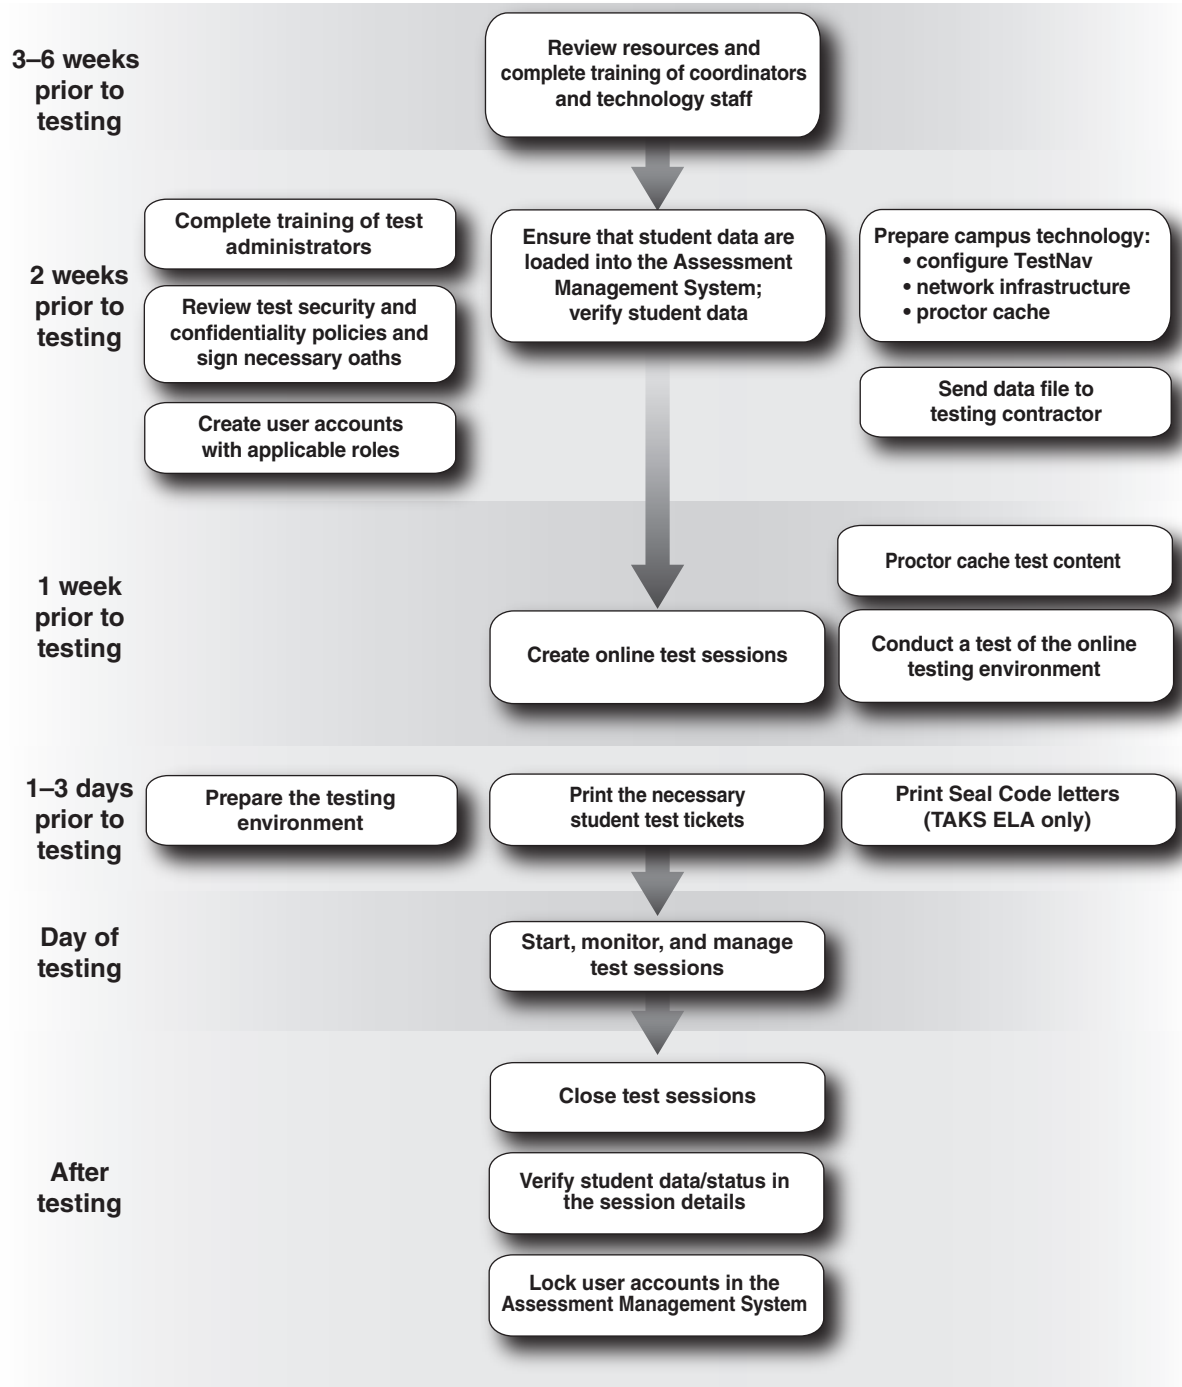 3–6 weeks
prior to
testing
Review resources and
complete training of coordinators
and technology staff
2 weeks
prior to
testing
Complete training of test
administrators
Review test security and
confidentiality policies and
sign necessary oaths
Create user accounts
with applicable roles
Ensure that student data are
loaded into the Assessment
Management System;
verify student data
Prepare campus technology:
• configure TestNav
• network infrastructure
• proctor cache
Send data file to
testing contractor
1 week
prior to
testing
Create online test sessions
Proctor cache test content
Conduct a test of the online
testing environment
1–3 days
prior to
testing
Prepare the testing
environment
Print the necessary
student test tickets
Print Seal Code letters
(TAKS ELA only)
Day of
testing
Start, monitor, and manage
test sessions
After
testing
Close test sessions
Verify student data/status in
the session details
Lock user accounts in the
Assessment Management System